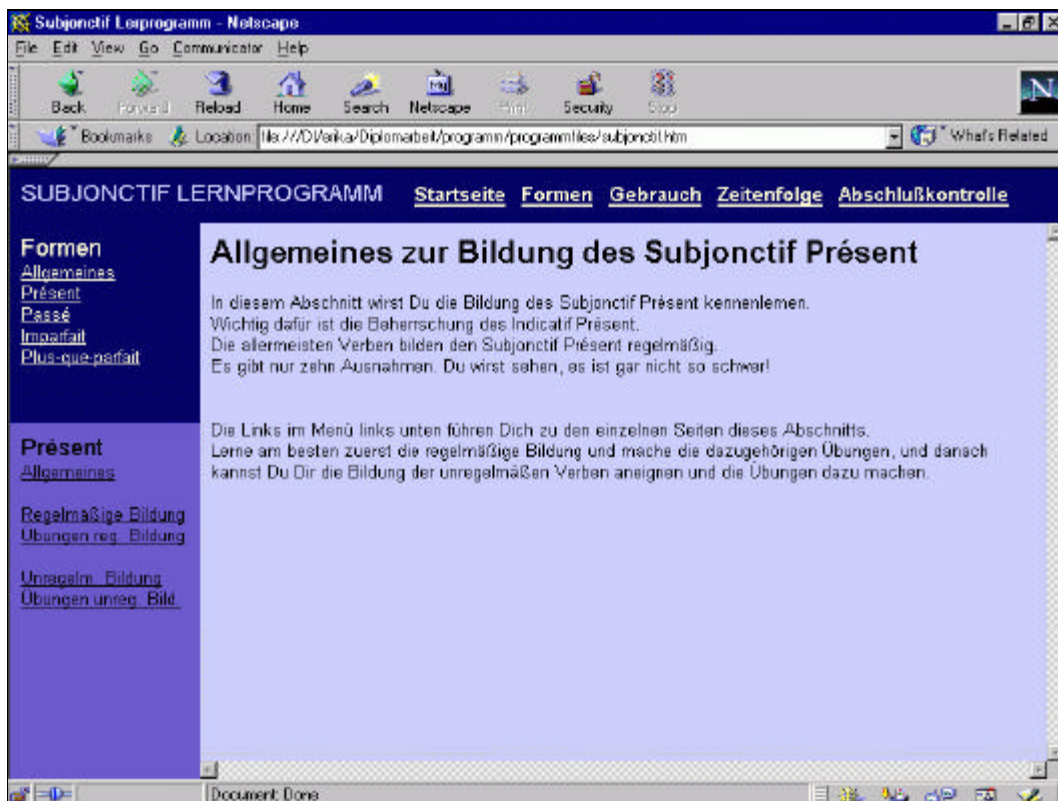 Subjonctif Lerprogramm - Netscape
File Edit View Go Communicator Help
Back Forward Reload Home Search Netscape Print Security Stop
Bookmarks Location: file:///D|/erika/Diplomarbeit/programm/programmfiles/subjonctif.htm What's Related
SUBJONCTIF LERNPROGRAMM Startseite Formen Gebrauch Zeitenfolge Abschlußkontrolle
Formen
Allgemeines
Présent
Passé
Imparfait
Plus-que-parfait
Présent
Allgemeines
Regelmäßige Bildung
Übungen reg. Bildung
Unregelm. Bildung
Übungen unreg. Bild.
Allgemeines zur Bildung des Subjonctif Présent
In diesem Abschnitt wirst Du die Bildung des Subjonctif Présent kennenlernen.
Wichtig dafür ist die Beherrschung des Indicatif Présent.
Die allermeisten Verben bilden den Subjonctif Présent regelmäßig.
Es gibt nur zehn Ausnahmen. Du wirst sehen, es ist gar nicht so schwer!
Die Links im Menü links unten führen Dich zu den einzelnen Seiten dieses Abschnitts.
Lerne am besten zuerst die regelmäßige Bildung und mache die dazugehörigen Übungen, und danach
kannst Du Dir die Bildung der unregelmäßen Verben aneignen und die Übungen dazu machen.
Document: Done